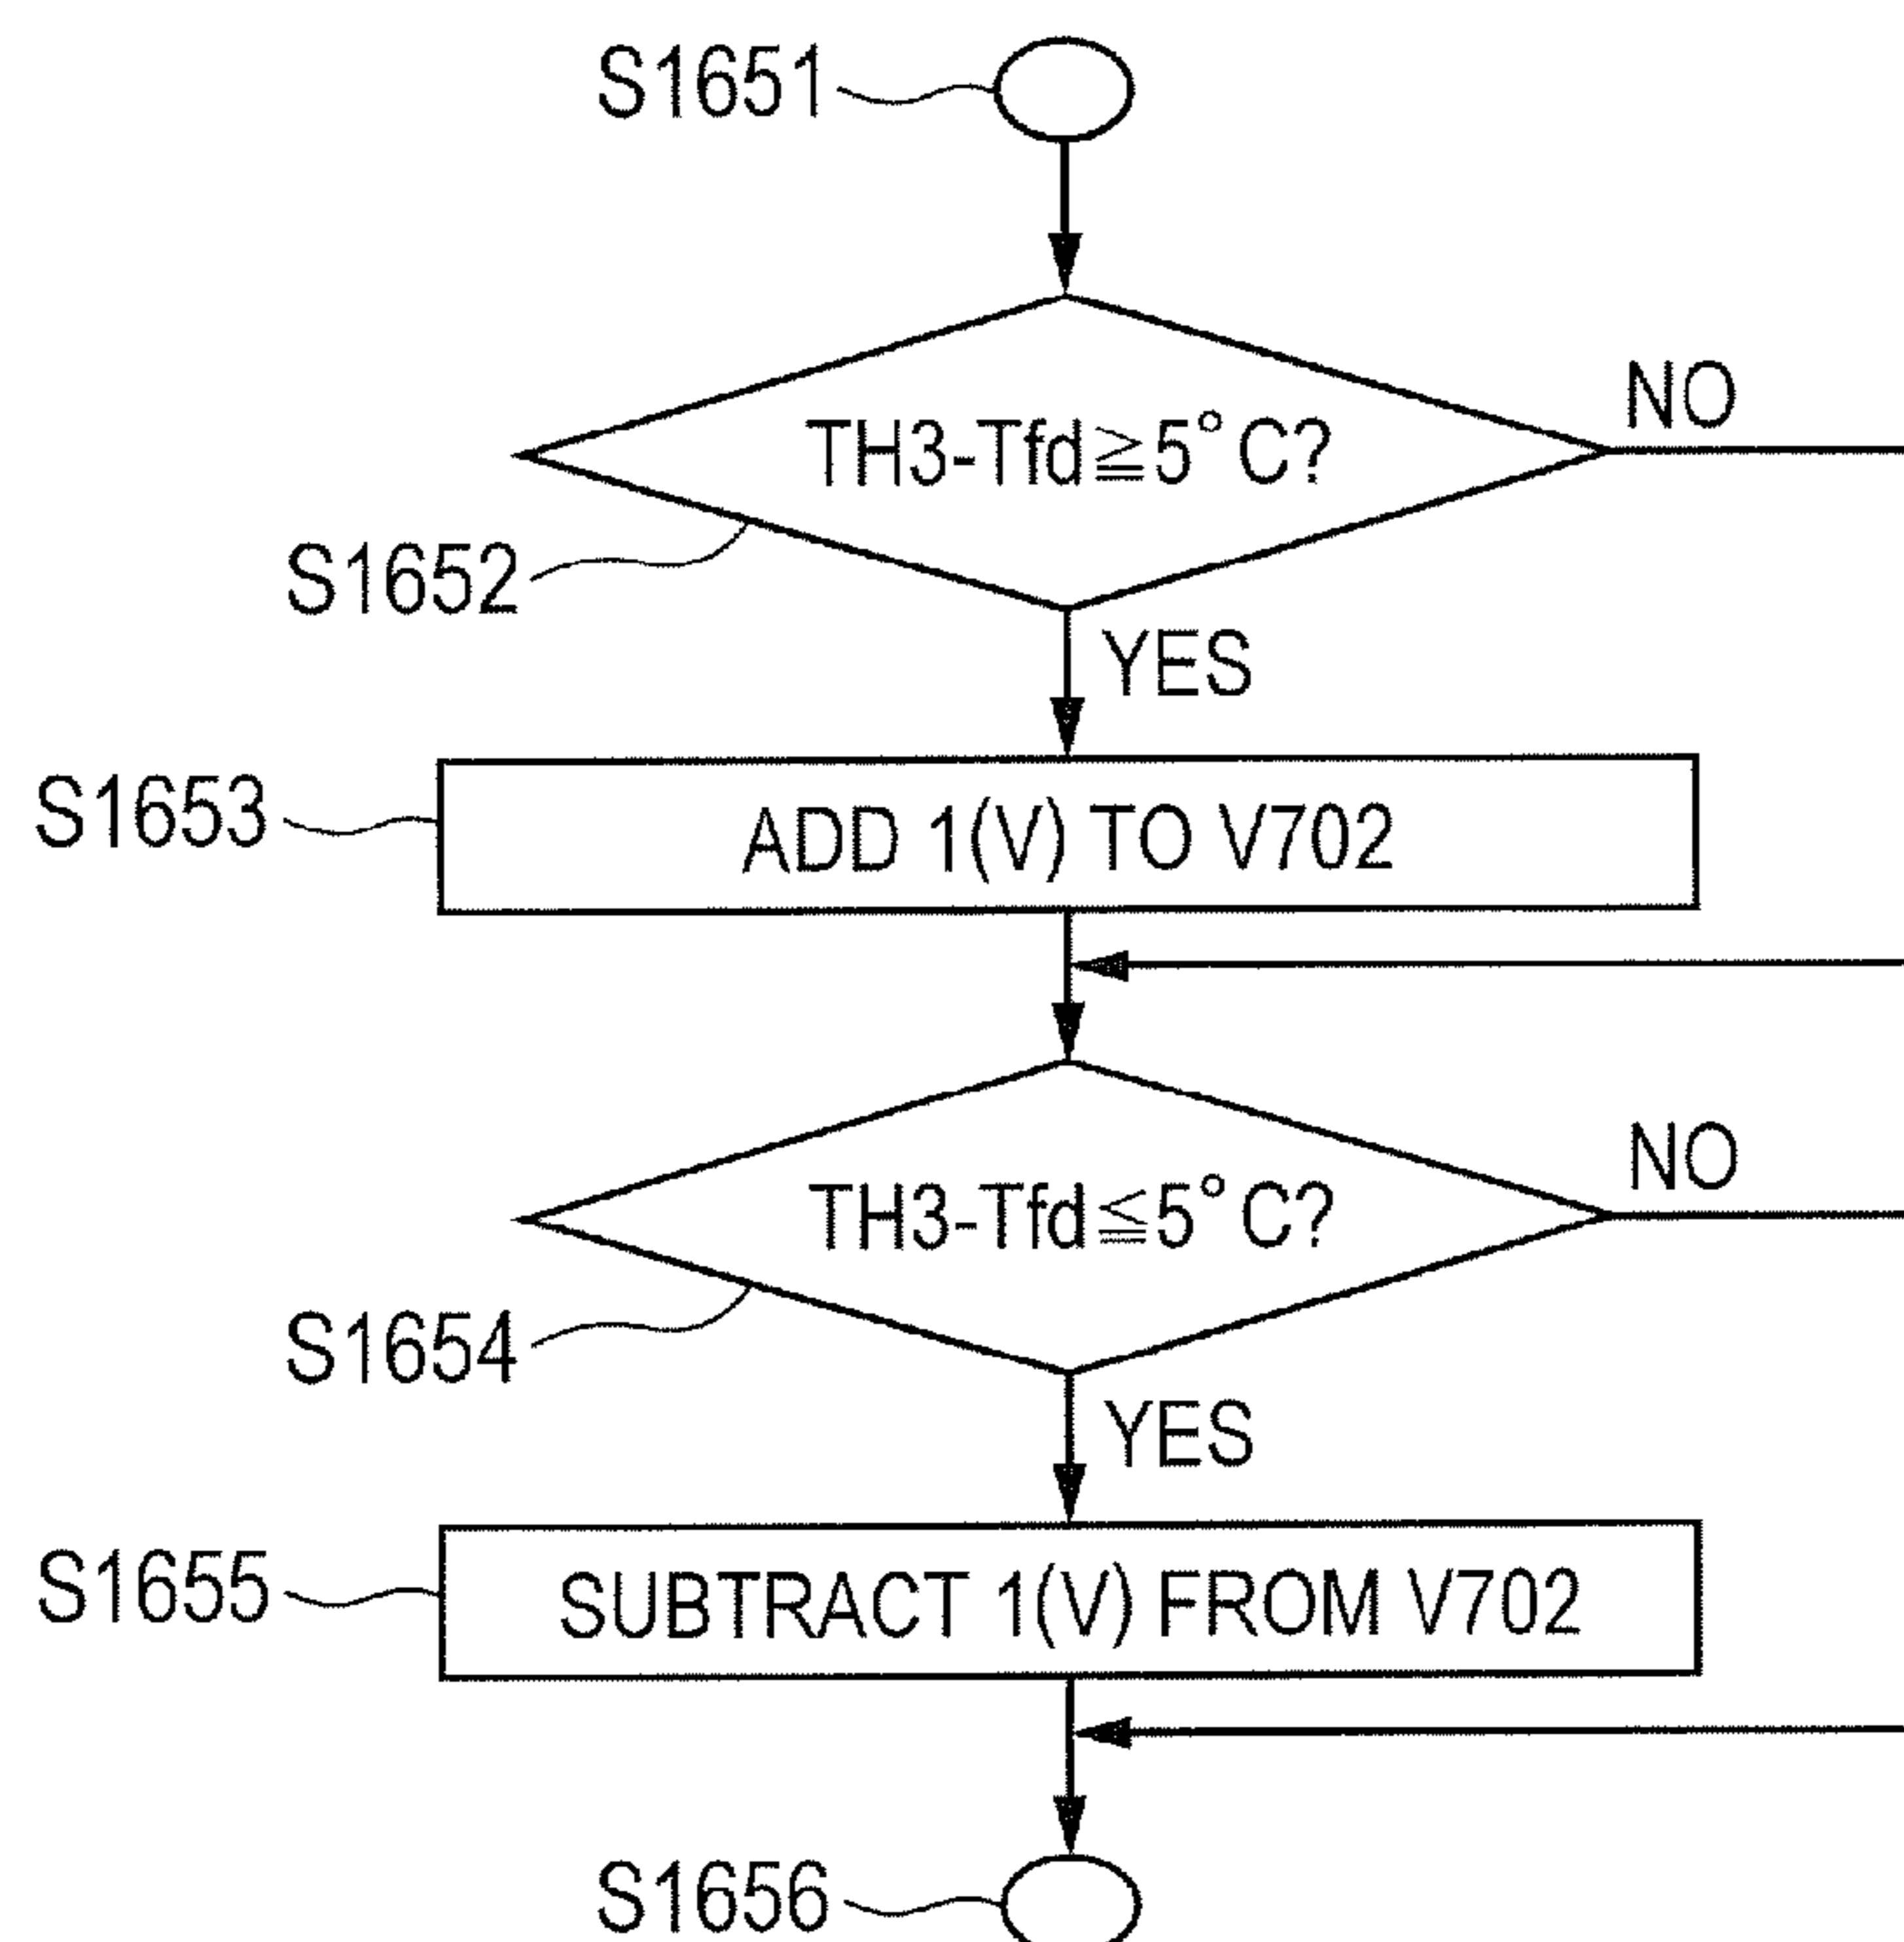 S1651
TH3-Tfd≧5°C?
NO
S1652
YES
S1653
ADD 1(V) TO V702
TH3-Tfd≦5°C?
NO
S1654
YES
S1655
SUBTRACT 1(V) FROM V702
S1656